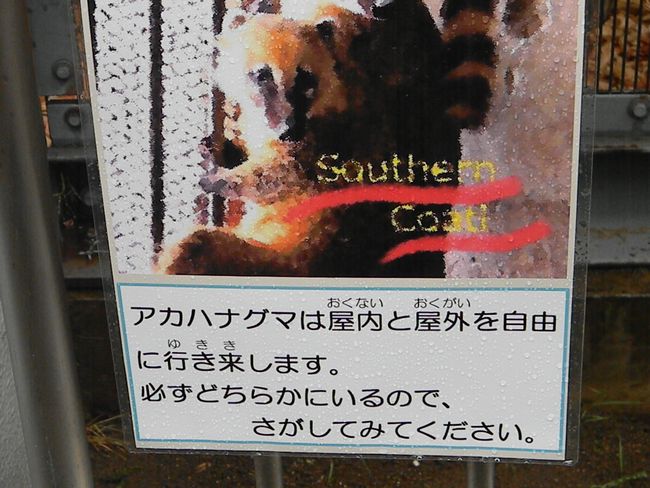 Southern
Coati
おくない おくがい
アカハナグマは屋内と屋外を自由
ゆ き き
に行き来します。
必ずどちらかにいるので、
さがしてみてください。